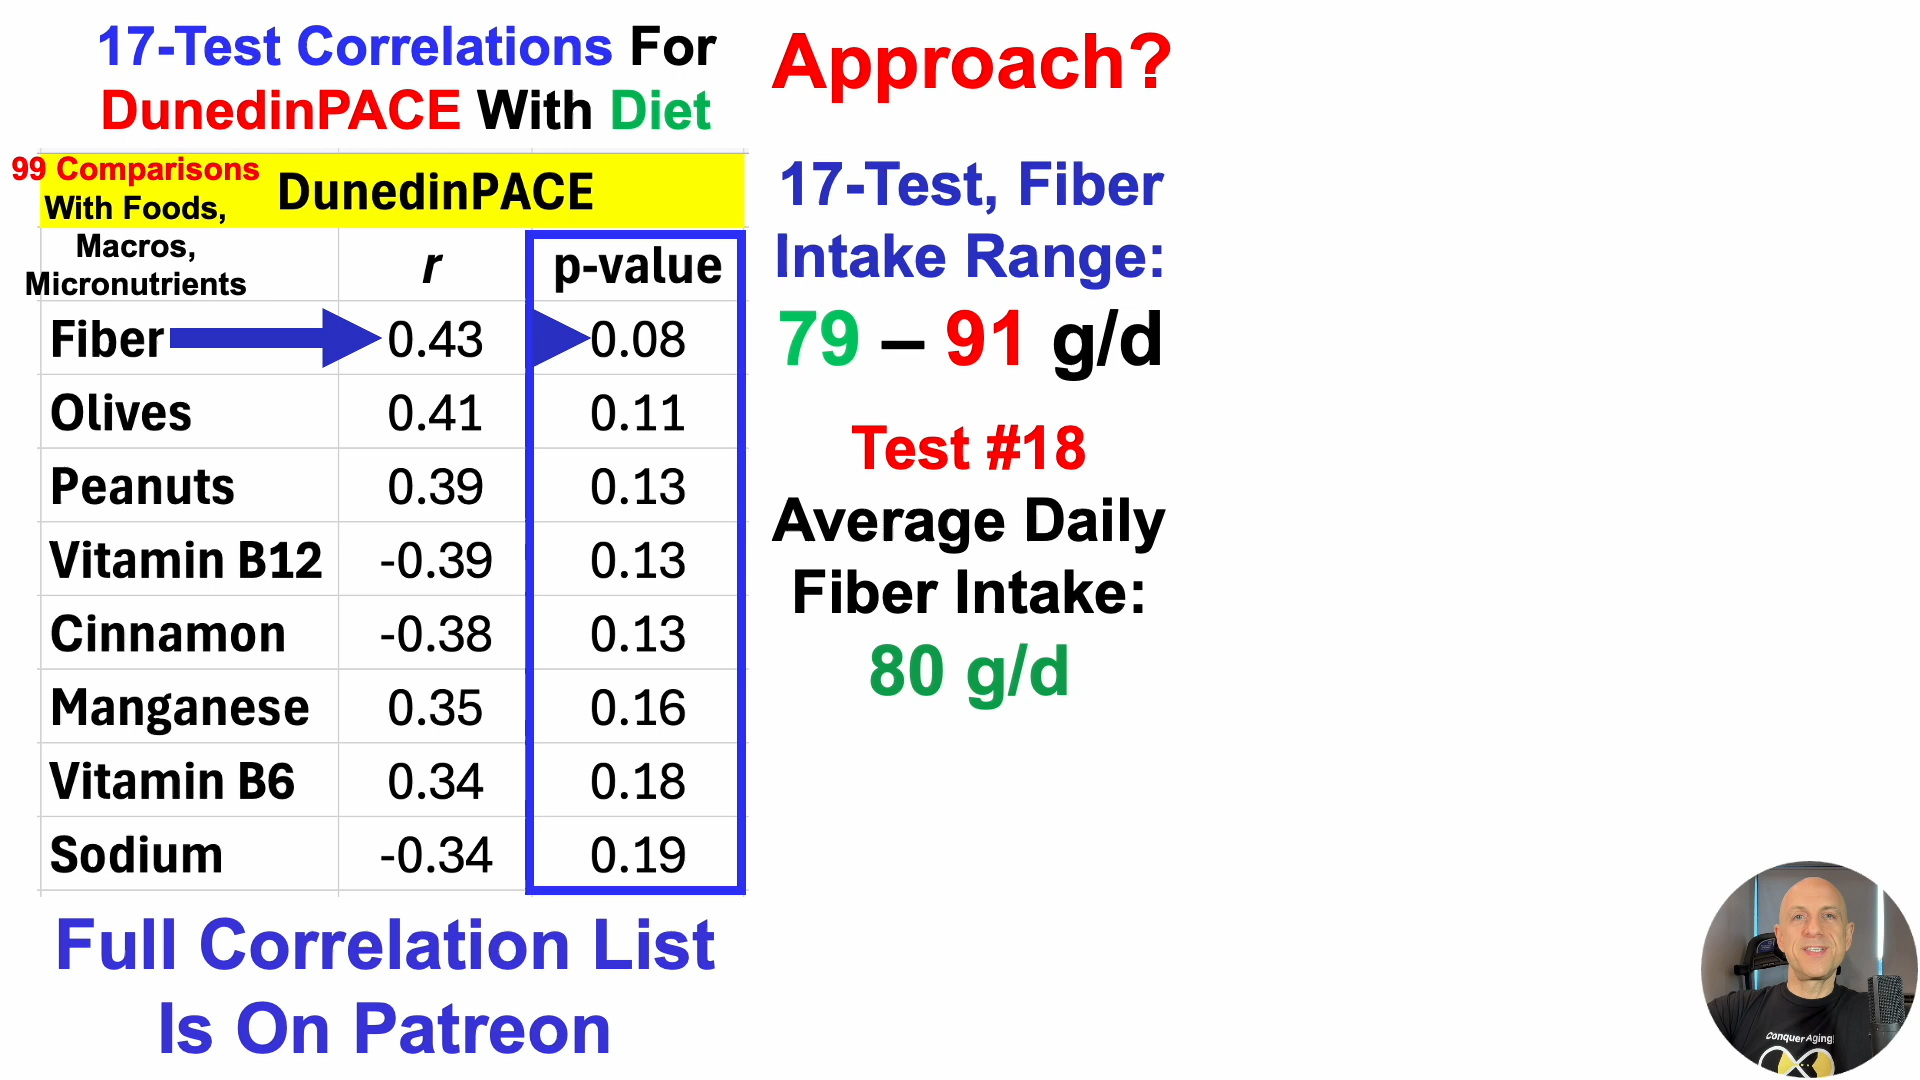 17-Test Correlations For
DunedinPACE With Diet
99 Comparisons
With Foods,
Macros,
Micronutrients
DunedinPACE
r p-value
Fiber 0.43 0.08
Olives 0.41 0.11
Peanuts 0.39 0.13
Vitamin B12 -0.39 0.13
Cinnamon -0.38 0.13
Manganese 0.35 0.16
Vitamin B6 0.34 0.18
Sodium -0.34 0.19
Full Correlation List
Is On Patreon
Approach?
17-Test, Fiber
Intake Range:
79 – 91 g/d
Test #18
Average Daily
Fiber Intake:
80 g/d
Conquer Aging